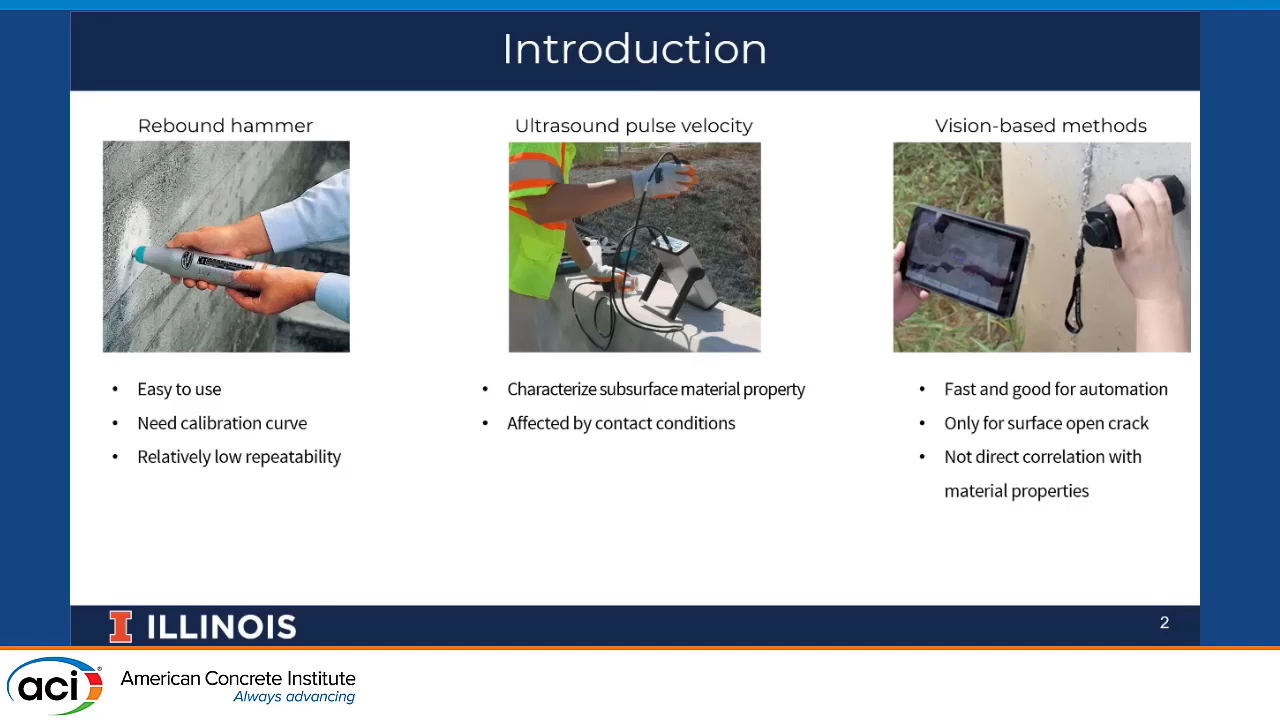 Introduction
Rebound hammer
Ultrasound pulse velocity
Vision-based methods
• Easy to use
• Need calibration curve
• Relatively low repeatability
• Characterize subsurface material property
• Affected by contact conditions
• Fast and good for automation
• Only for surface open crack
• Not direct correlation with
material properties
I ILLINOIS
2
aci®
American Concrete Institute
Always advancing